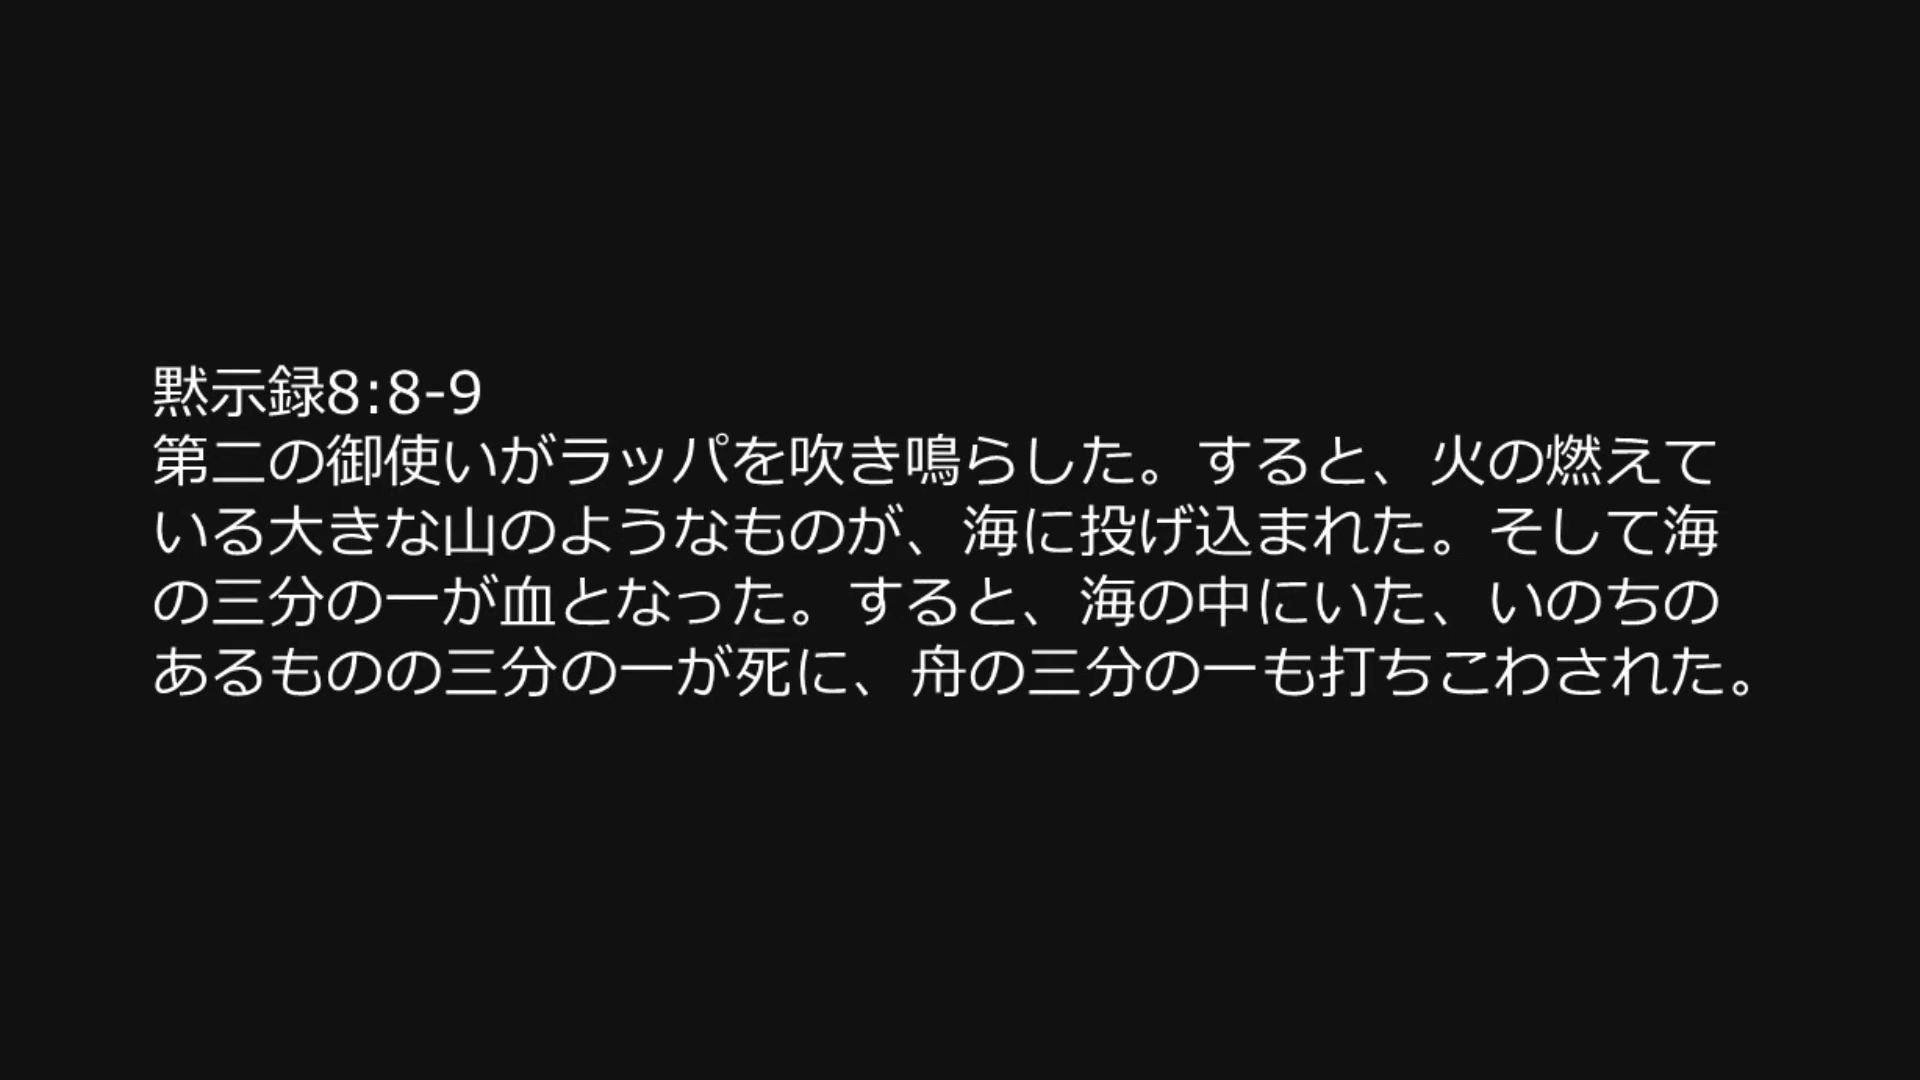 黙示録8:8-9
第二の御使いがラッパを吹き鳴らした。すると、火の燃えて
いる大きな山のようなものが、海に投げ込まれた。そして海
の三分の一が血となった。すると、海の中にいた、いのちの
あるものの三分の一が死に、舟の三分の一も打ちこわされた。